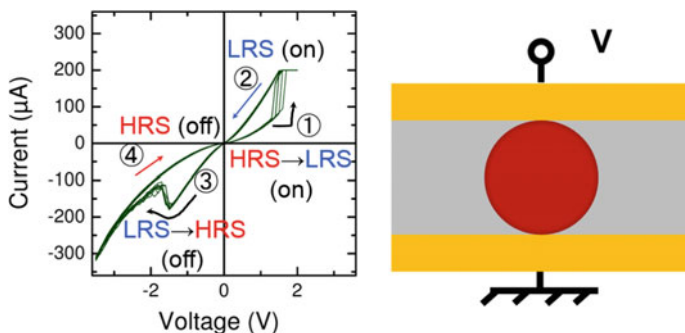 300
200
100
0
-100
-200
-300
Current (µA)
LRS (on)
②
①
HRS (off)
④
HRS→LRS
(on)
③
LRS→HRS
(off)
-2 0 2
Voltage (V)
V